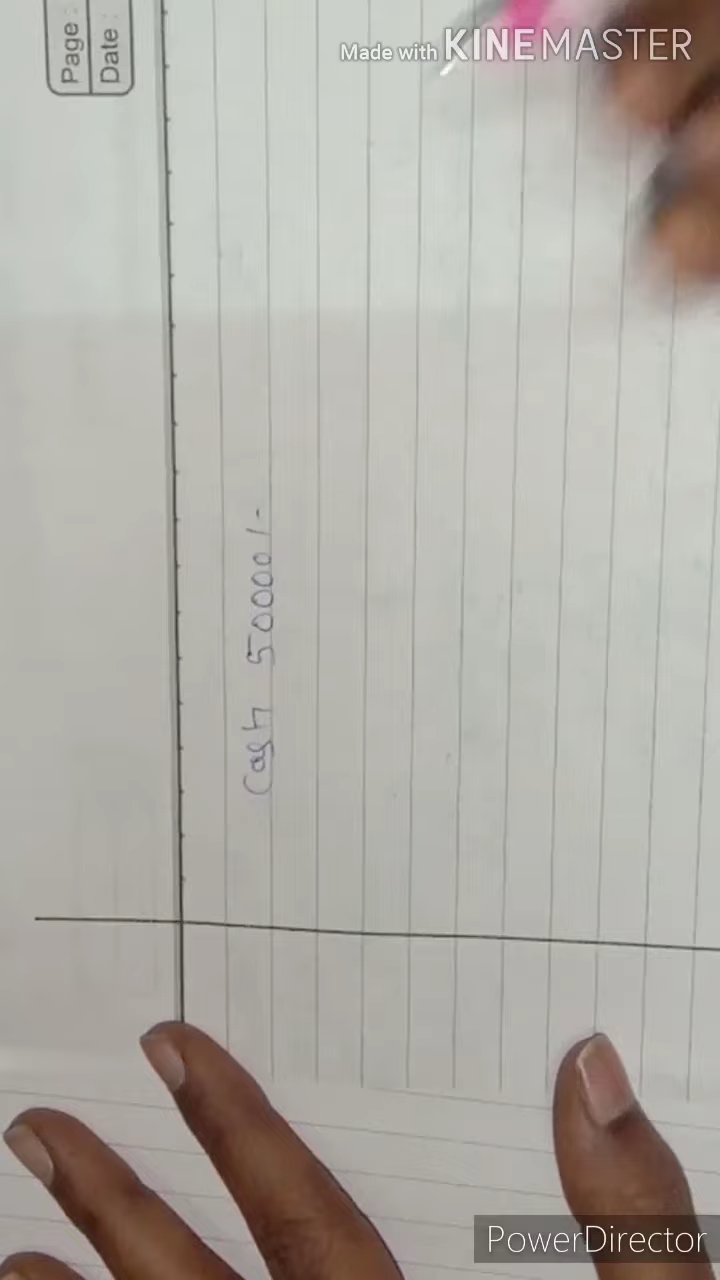 Page :
Date :
Cash 50000/-
Made with KINEMASTER
PowerDirector